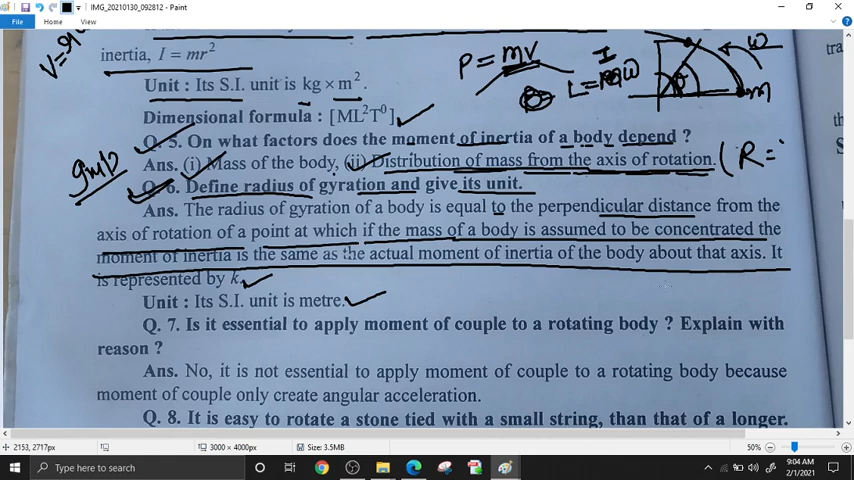 IMG_20210130_092812 - Paint
File Home View
inertia, I = mr²
Unit : Its S.I. unit is kg × m².
Dimensional formula : [ML²T⁰]
Q. 5. On what factors does the moment of inertia of a body depend ?
Ans. (i) Mass of the body, (ii) Distribution of mass from the axis of rotation. ( R =
Q. 6. Define radius of gyration and give its unit.
Ans. The radius of gyration of a body is equal to the perpendicular distance from the
axis of rotation of a point at which if the mass of a body is assumed to be concentrated the
moment of inertia is the same as the actual moment of inertia of the body about that axis. It
is represented by k.
Unit : Its S.I. unit is metre.
Q. 7. Is it essential to apply moment of couple to a rotating body ? Explain with
reason ?
Ans. No, it is not essential to apply moment of couple to a rotating body because
moment of couple only create angular acceleration.
Q. 8. It is easy to rotate a stone tied with a small string, than that of a longer.
P = mv
I
ω
θ
m
Imp
tra
Vi
2153, 2717px
3000 × 4000px
Size: 3.5MB
50%
Type here to search
9:04 AM
2/1/2021